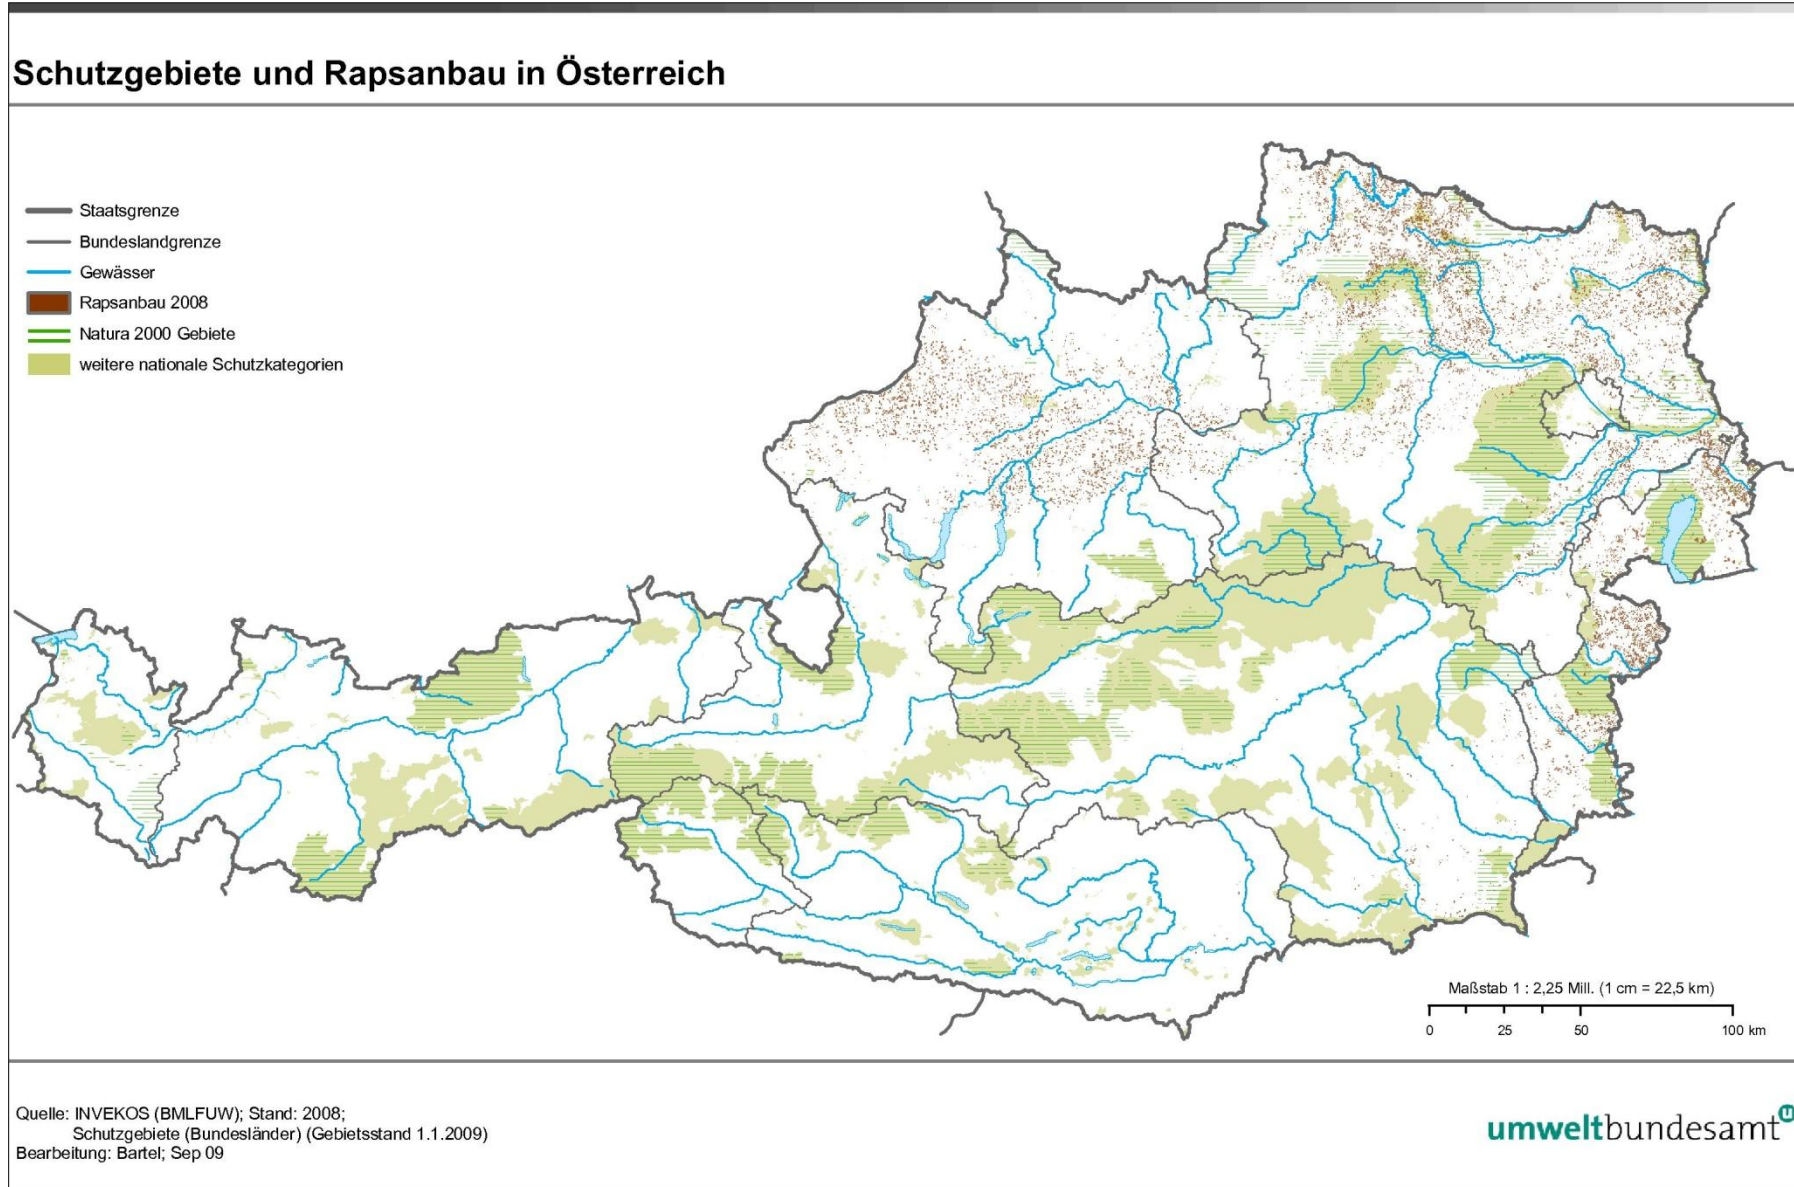 Schutzgebiete und Rapsanbau in Österreich
Staatsgrenze
Bundeslandgrenze
Gewässer
Rapsanbau 2008
Natura 2000 Gebiete
weitere nationale Schutzkategorien
Maßstab 1 : 2,25 Mill. (1 cm = 22,5 km)
0 25 50 100 km
Quelle: INVEKOS (BMLFUW); Stand: 2008;
Schutzgebiete (Bundesländer) (Gebietsstand 1.1.2009)
Bearbeitung: Bartel; Sep 09
umweltbundesamt u